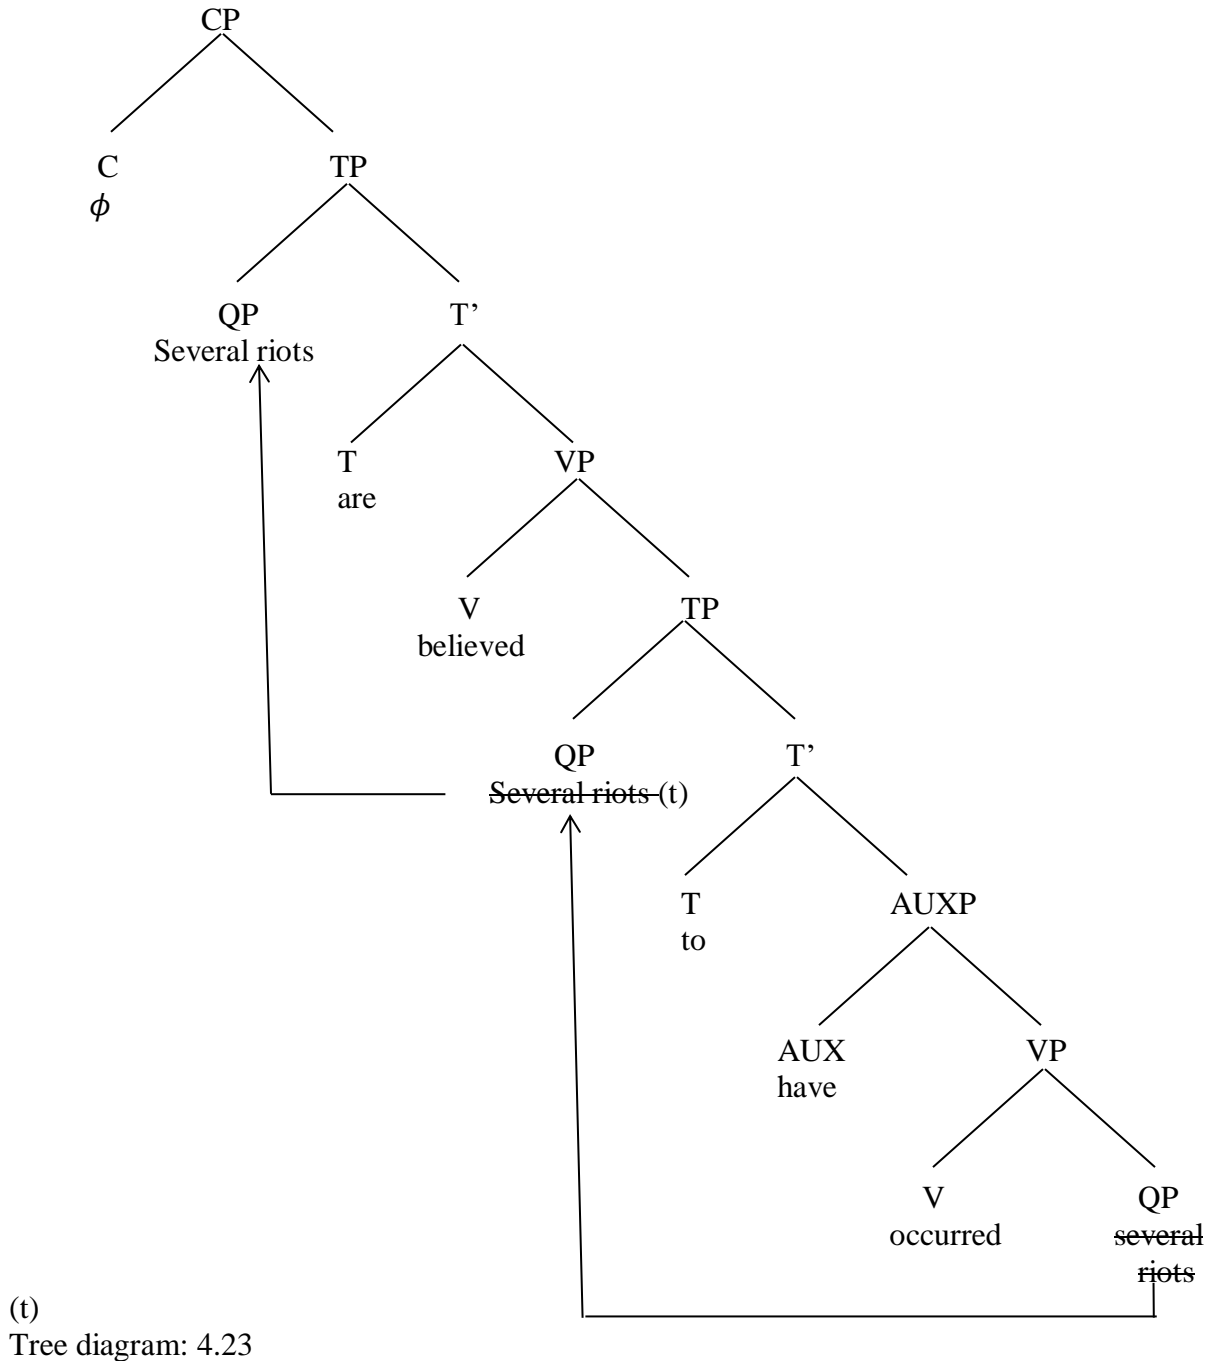 CP
C TP
ϕ
QP T’
Several riots
T VP
are
V TP
believed
QP T’
Several riots (t)
T AUXP
to
AUX VP
have
V QP
occurred several
riots
(t)
Tree diagram: 4.23